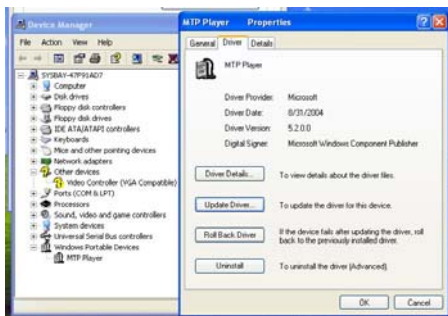 Device Manager
File Action View Help
SYSBAY-47P91AD7
Computer
Disk drives
Floppy disk controllers
Floppy disk drives
IDE ATA/ATAPI controllers
Keyboards
Mice and other pointing devices
Network adapters
Other devices
Video Controller (VGA Compatible)
Ports (COM & LPT)
Processors
Sound, video and game controllers
System devices
Universal Serial Bus controllers
Windows Portable Devices
MTP Player
MTP Player Properties
General Driver Details
MTP Player
Driver Provider: Microsoft
Driver Date: 8/31/2004
Driver Version: 5.2.0.0
Digital Signer: Microsoft Windows Component Publisher
Driver Details... To view details about the driver files.
Update Driver... To update the driver for this device.
Roll Back Driver If the device fails after updating the driver, roll
back to the previously installed driver.
Uninstall To uninstall the driver (Advanced).
OK Cancel